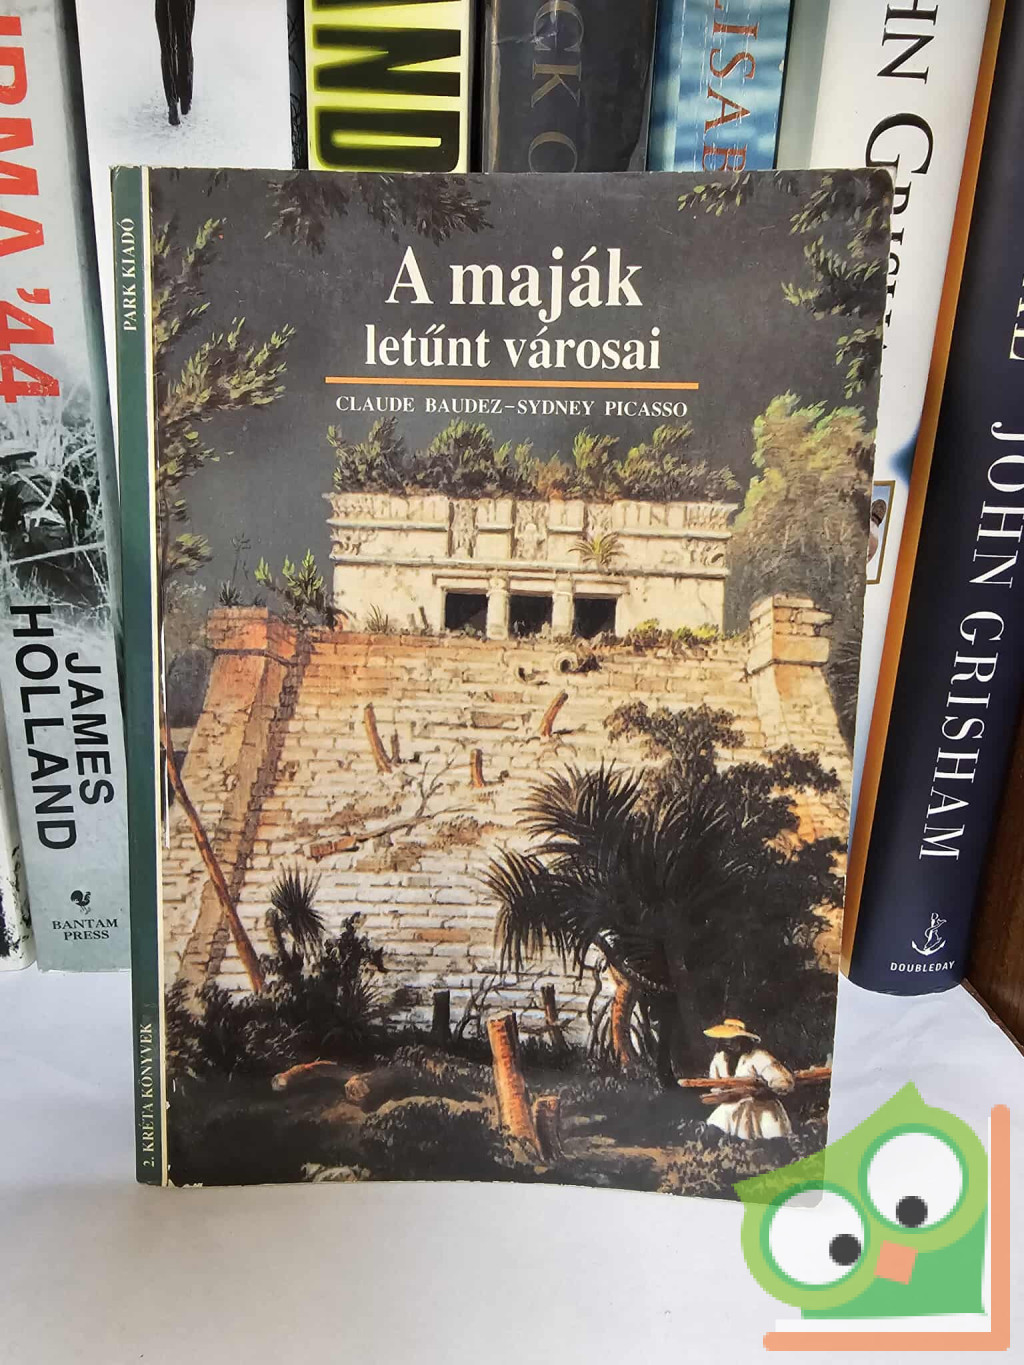 A maják
letűnt városai
CLAUDE BAUDEZ–SYDNEY PICASSO
PARK KIADÓ
2. KRÉTA KÖNYVEK
'44
JAMES
HOLLAND
BANTAM
PRESS
JOHN GRISHAM
DOUBLEDAY